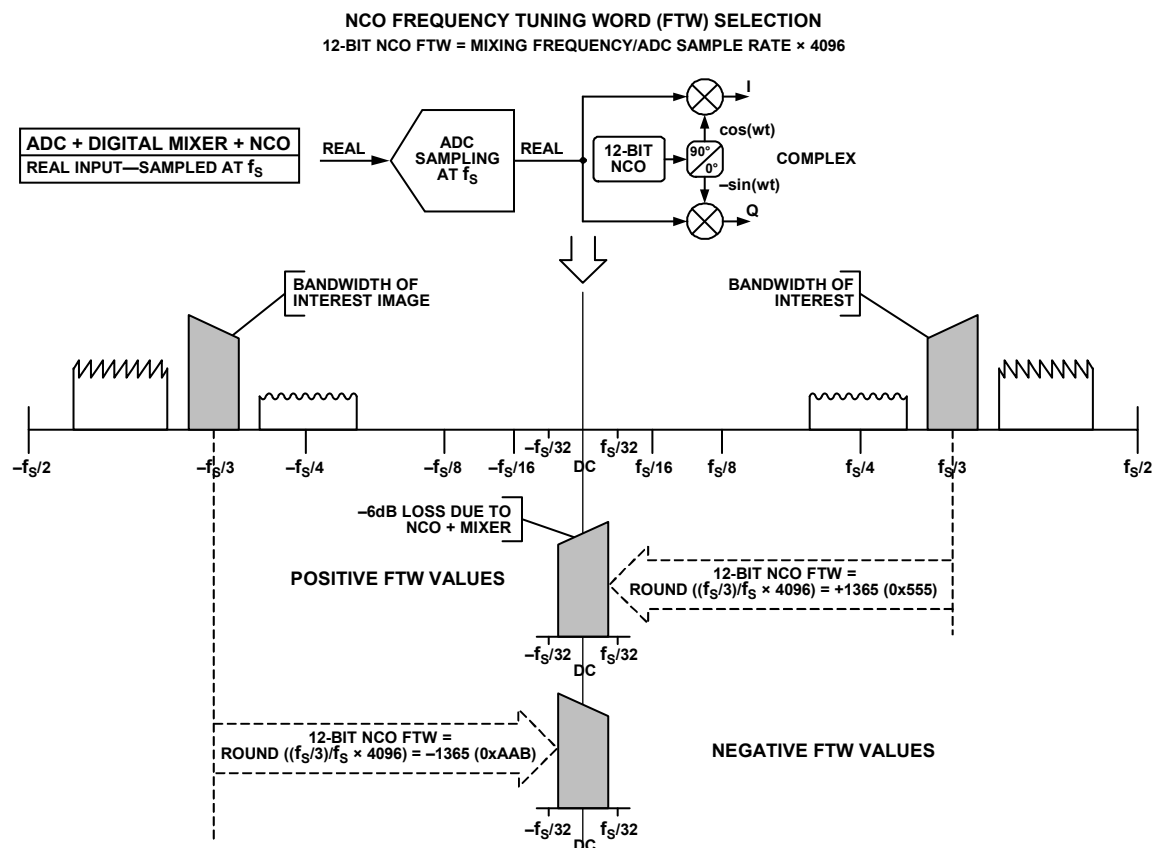 NCO FREQUENCY TUNING WORD (FTW) SELECTION
12-BIT NCO FTW = MIXING FREQUENCY/ADC SAMPLE RATE × 4096
ADC + DIGITAL MIXER + NCO
REAL INPUT—SAMPLED AT fS
REAL
ADC
SAMPLING
AT fS
REAL
12-BIT
NCO
90°
0°
I
cos(wt)
COMPLEX
–sin(wt)
Q
BANDWIDTH OF
INTEREST IMAGE
BANDWIDTH OF
INTEREST
–fS/2
–fS/3
–fS/4
–fS/8
–fS/16
–fS/32
DC
fS/32
fS/16
fS/8
fS/4
fS/3
fS/2
–6dB LOSS DUE TO
NCO + MIXER
POSITIVE FTW VALUES
12-BIT NCO FTW =
ROUND ((fS/3)/fS × 4096) = +1365 (0x555)
–fS/32
DC
fS/32
12-BIT NCO FTW =
ROUND ((fS/3)/fS × 4096) = –1365 (0xAAB)
NEGATIVE FTW VALUES
–fS/32
DC
fS/32